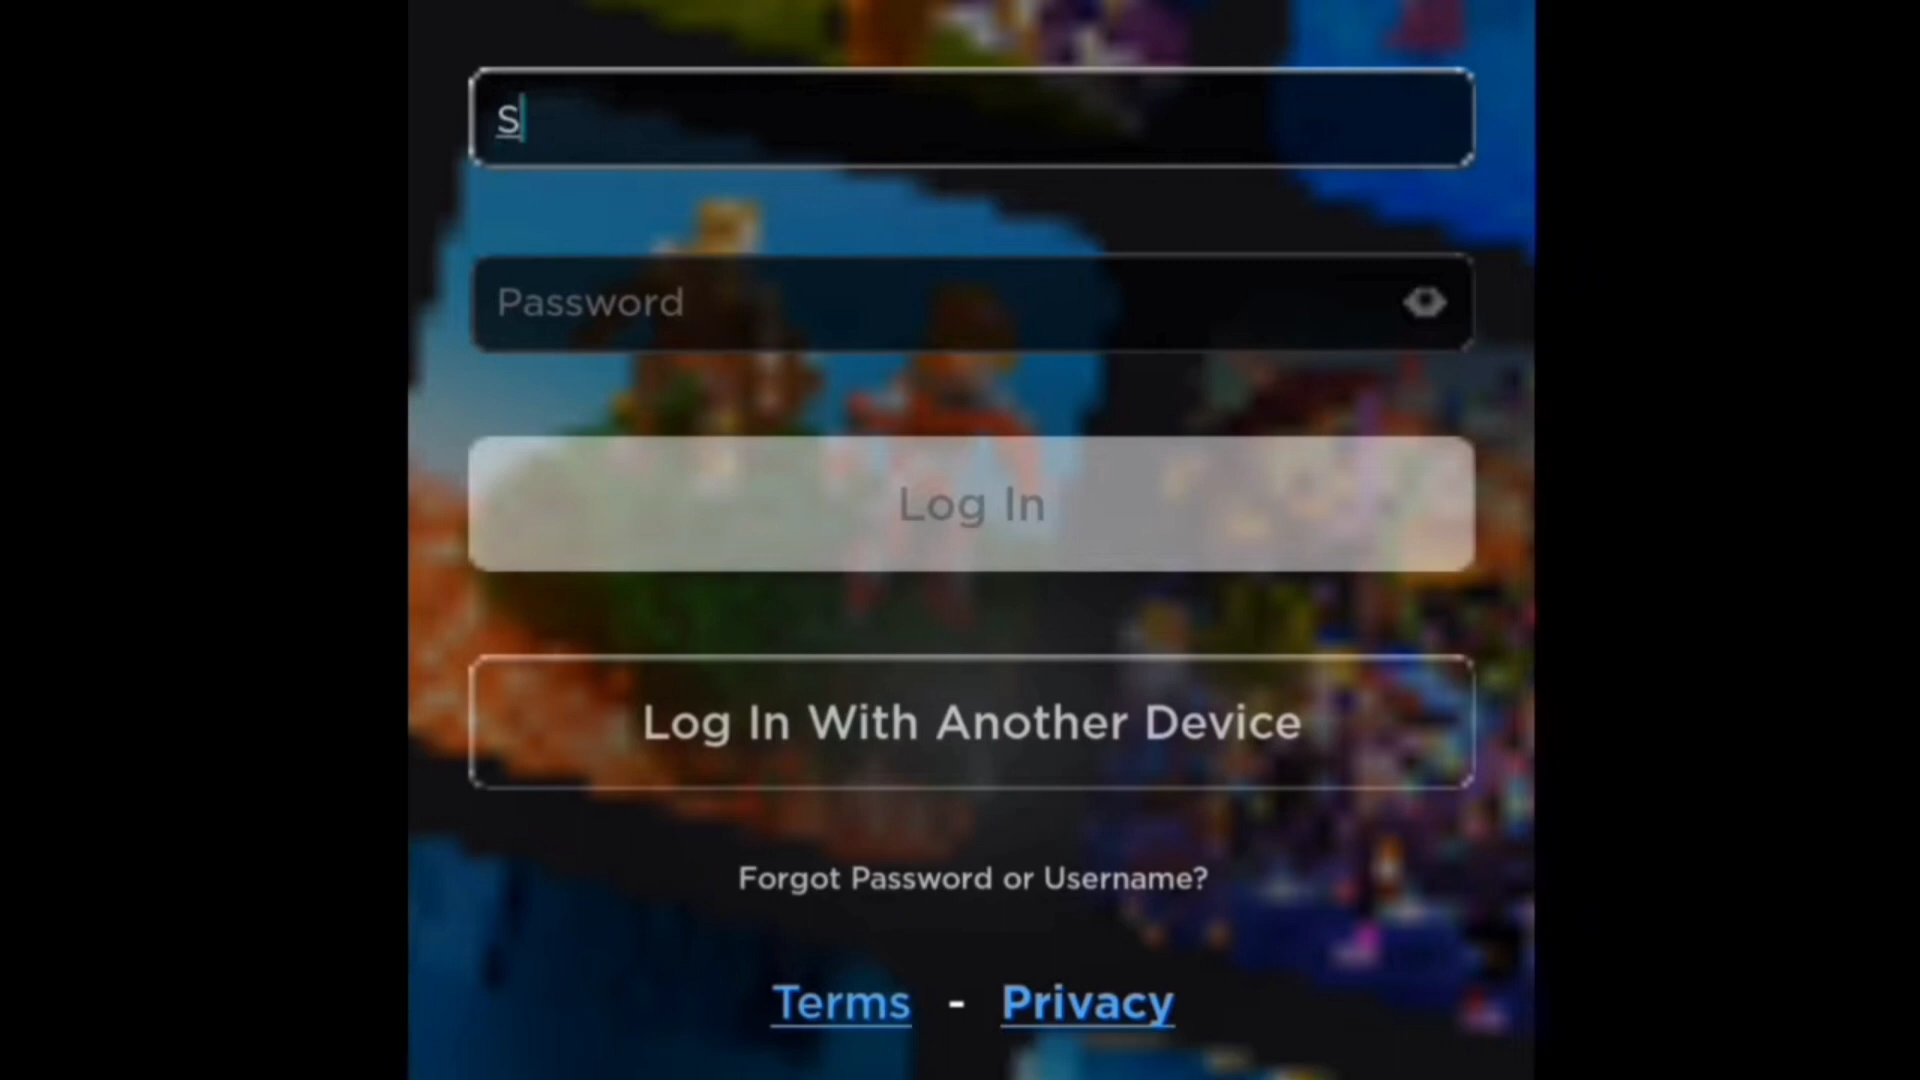 S
Password
Log In
Log In With Another Device
Forgot Password or Username?
Terms - Privacy